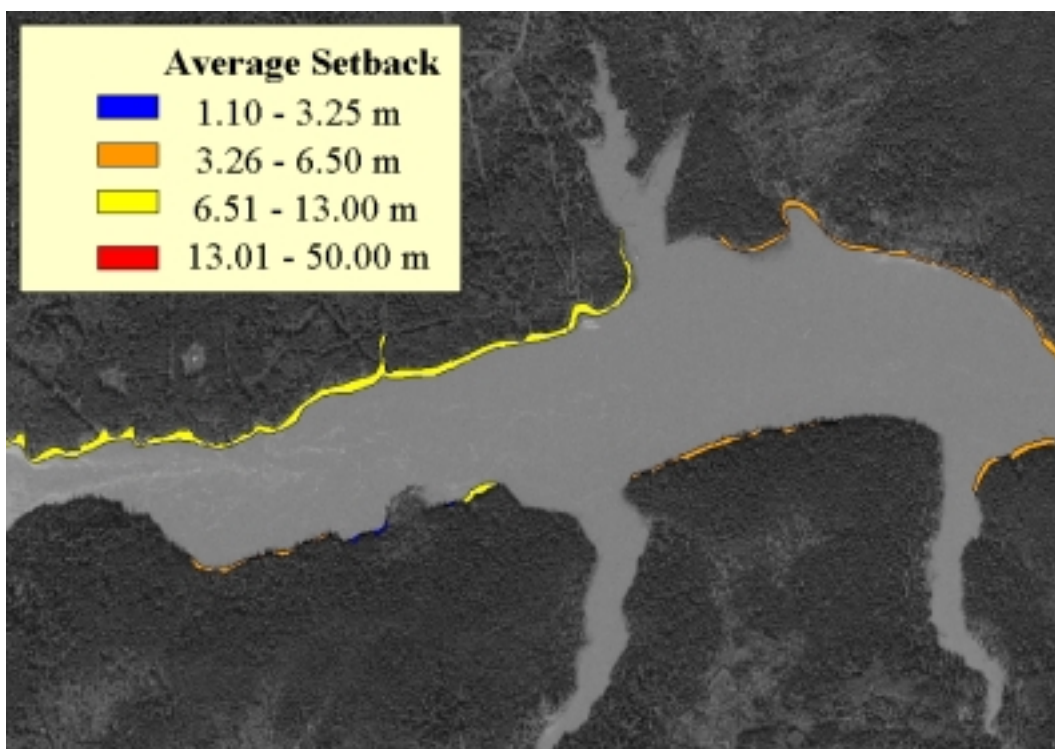 Average Setback
1.10 - 3.25 m
3.26 - 6.50 m
6.51 - 13.00 m
13.01 - 50.00 m